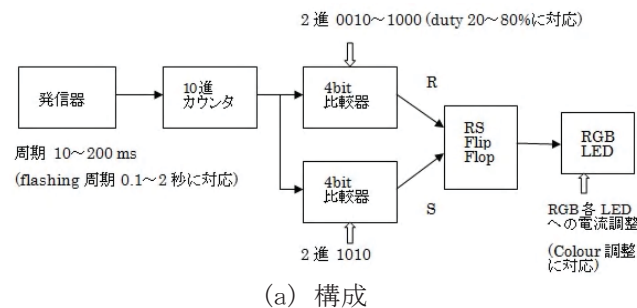 2 進 0010～1000 (duty 20～80%に対応)
発信器
10進
カウンタ
4bit
比較器
R
RS
Flip
Flop
RGB
LED
周期 10～200 ms
(flashing 周期 0.1～2 秒に対応)
4bit
比較器
S
2 進 1010
RGB 各 LED
への電流調整
(Colour 調整
に対応)
(a) 構成